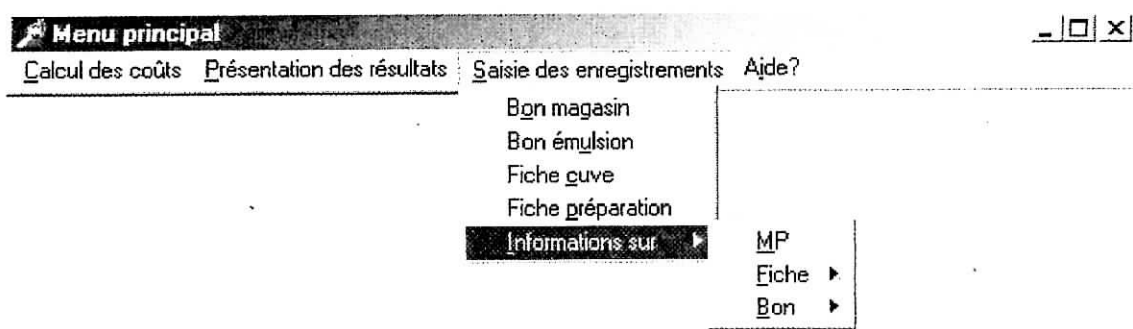 Menu principal
Calcul des coûts Présentation des résultats Saisie des enregistrements Aide?
Bon magasin
Bon émulsion
Fiche cuve
Fiche préparation
Informations sur
MP
Fiche
Bon